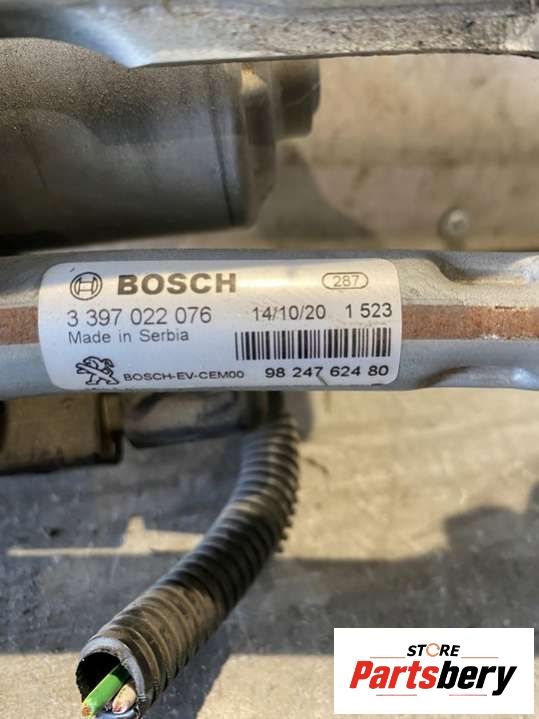 BOSCH 287
3 397 022 076 14/10/20 1 523
Made in Serbia
BOSCH-EV-CEM00 98 247 624 80
STORE
Partsbery